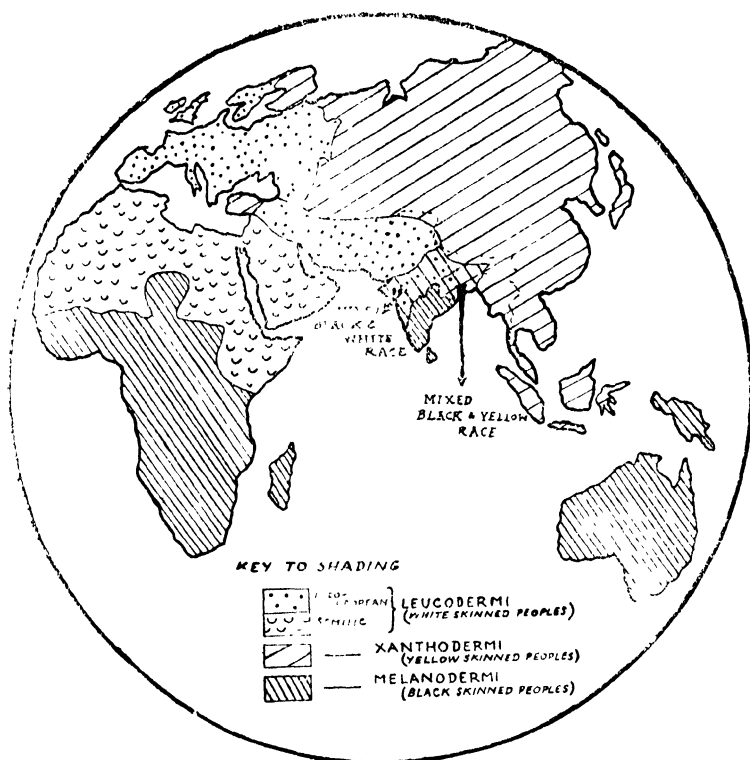 BLACK &
WHITE
RACE
MIXED
BLACK & YELLOW
RACE
KEY TO SHADING
SEMITIC
LEUCODERMI
(WHITE SKINNED PEOPLES)
XANTHODERMI
(YELLOW SKINNED PEOPLES)
MELANODERMI
(BLACK SKINNED PEOPLES)